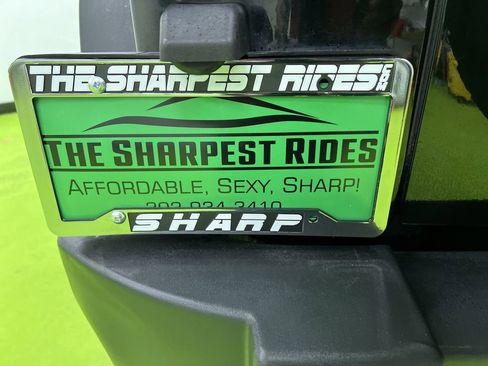 THE SHARPEST RIDES.COM
THE SHARPEST RIDES
AFFORDABLE, SEXY, SHARP!
SHARP